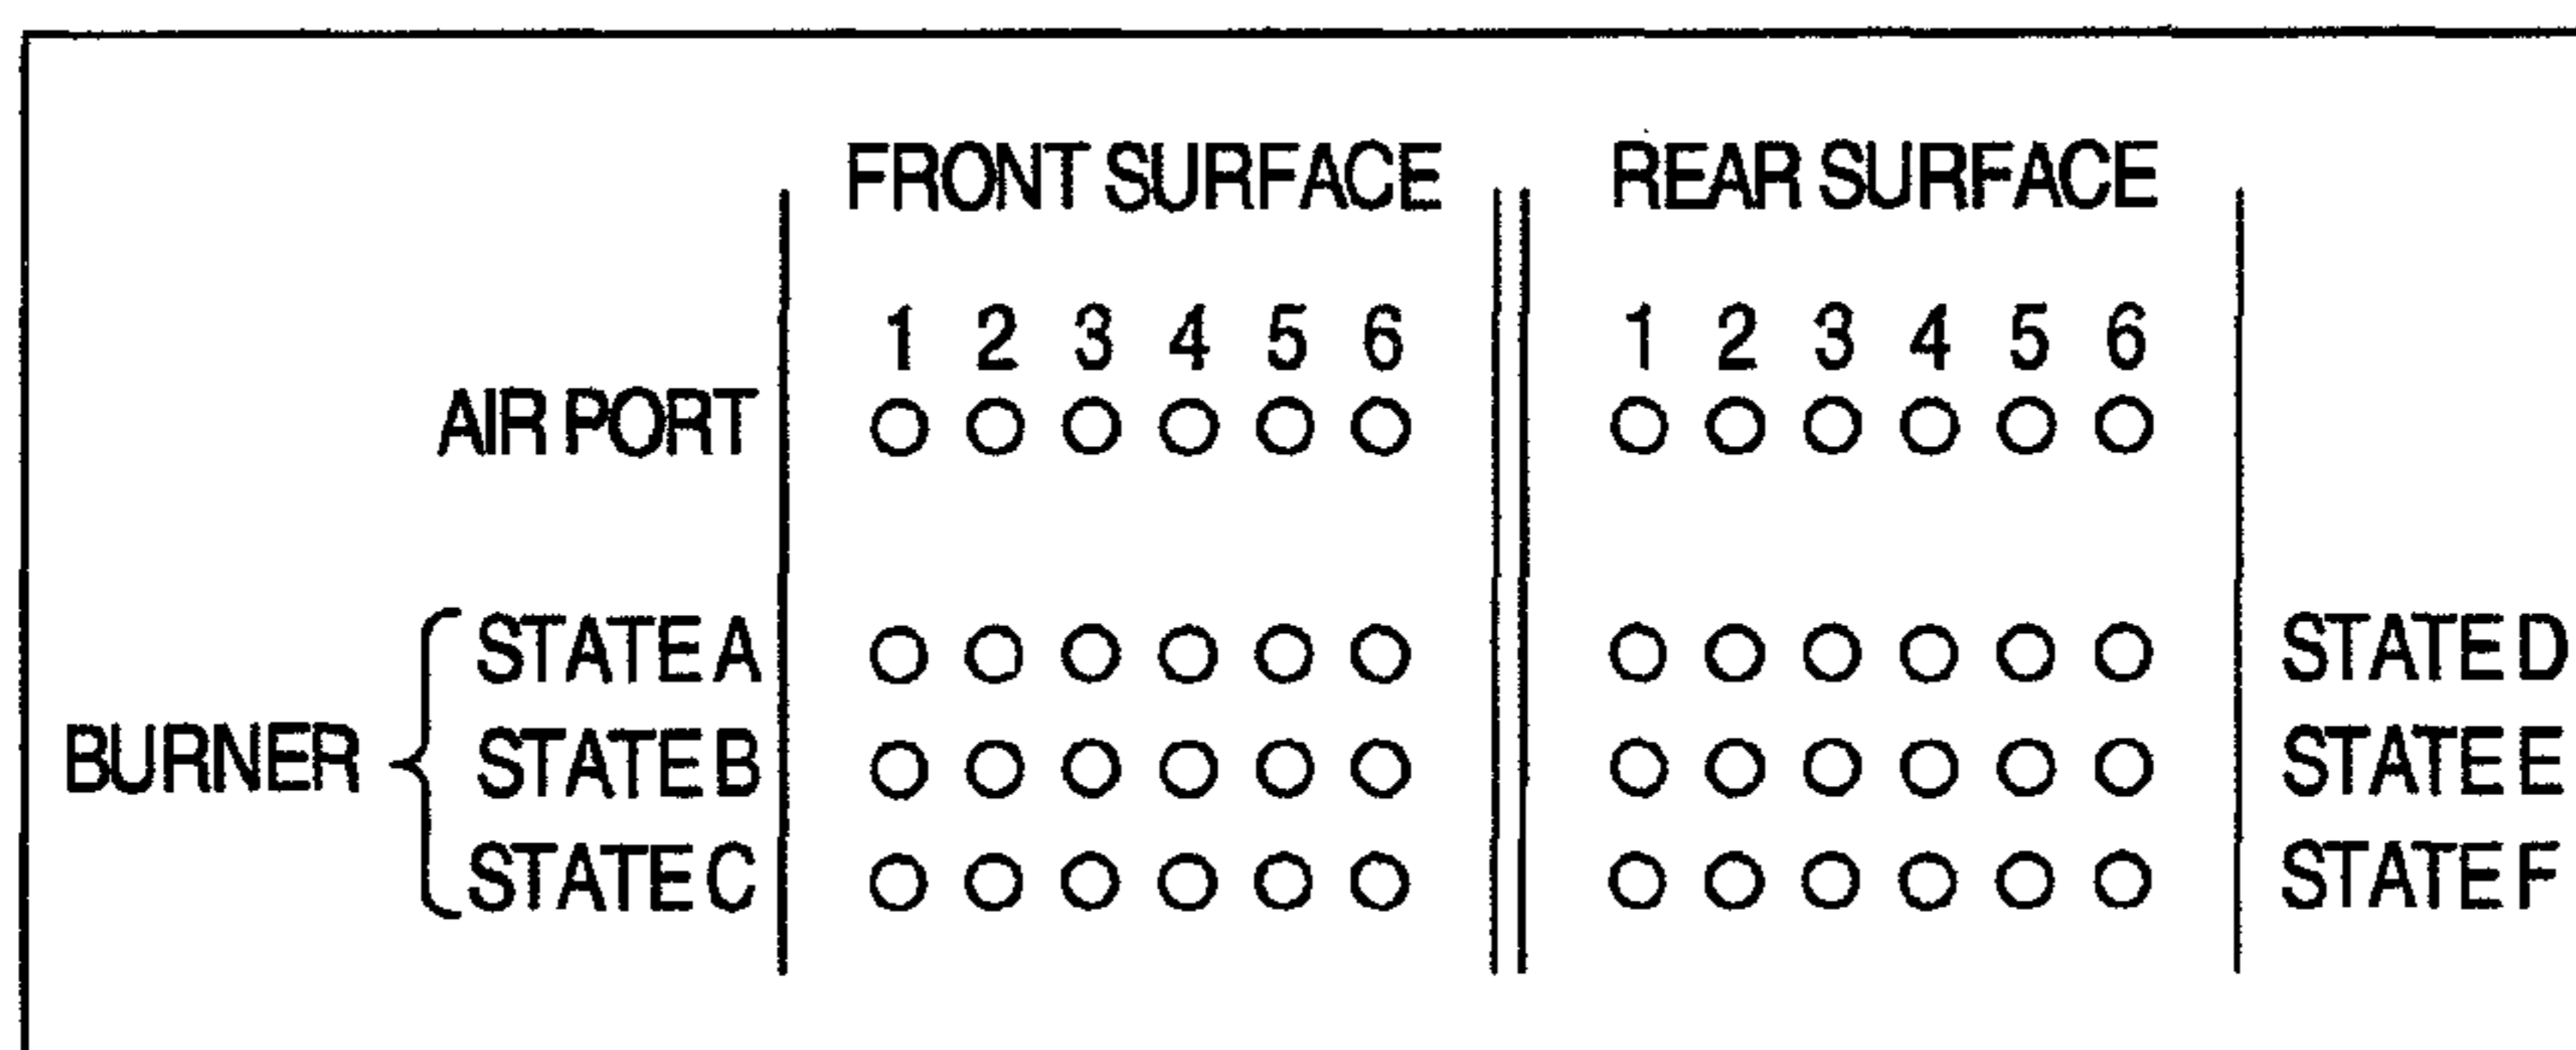 FRONT SURFACE REAR SURFACE
1 2 3 4 5 6 1 2 3 4 5 6
AIR PORT
STATE A STATE D
BURNER STATE B STATE E
STATE C STATE F